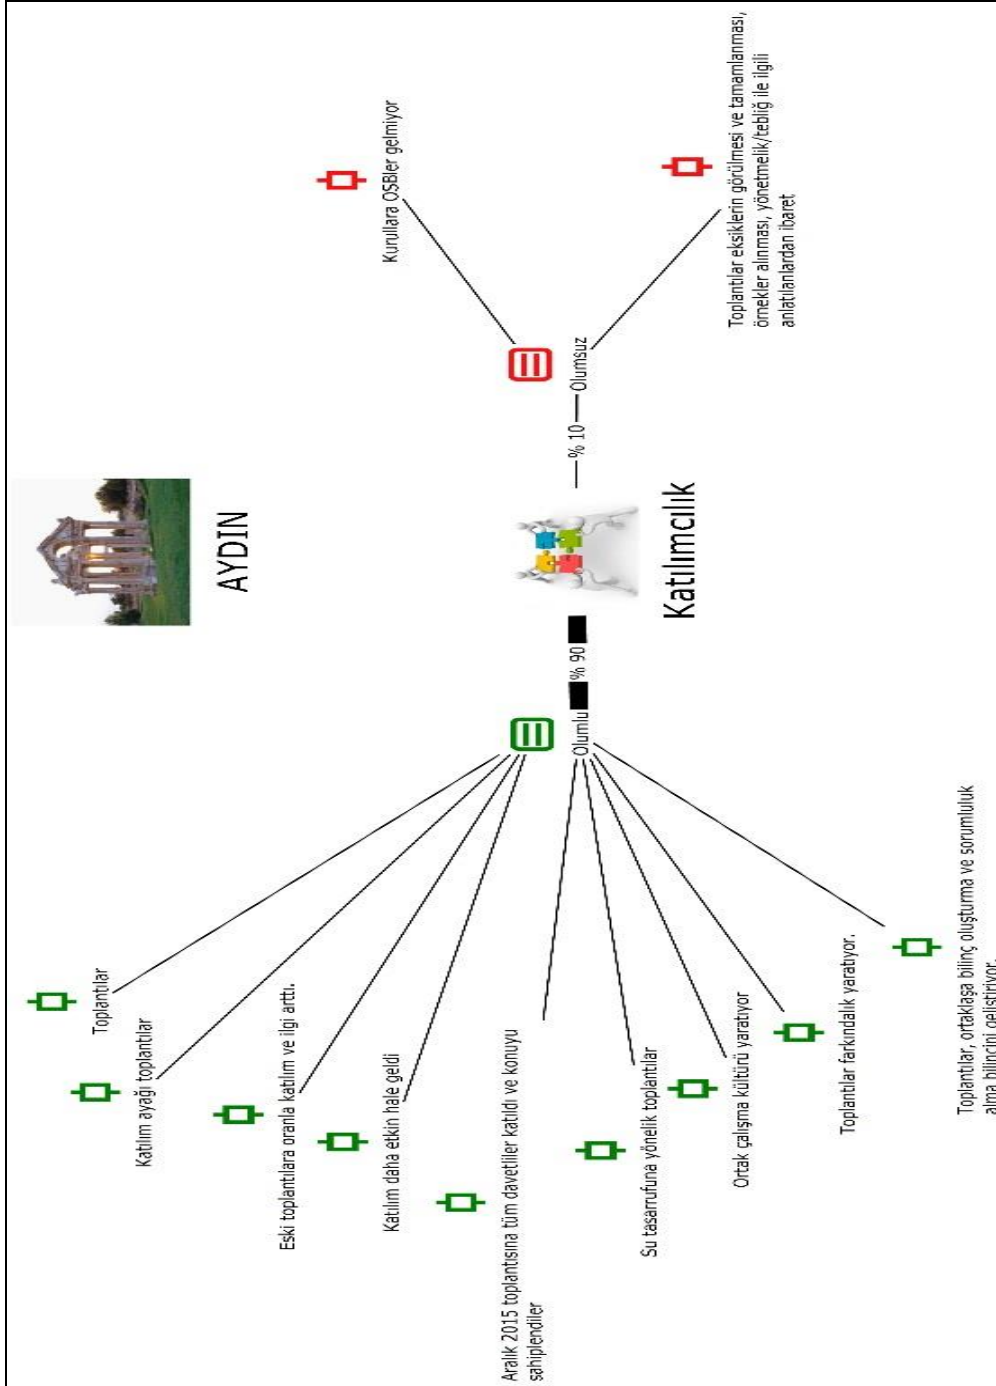 AYDIN
Katılımcılık
Olumlu
% 90
% 10
Olumsuz
Toplantılar
Katılım ayağı toplantılar
Eski toplantılara oranla katılım ve ilgi arttı.
Katılım daha etkin hale geldi
Aralık 2015 toplantısına tüm davetliler katıldı ve konuyu
sahiplendiler
Su tasarrufuna yönelik toplantılar
Ortak çalışma kültürü yaratıyor
Toplantılar farkındalık yaratıyor.
Toplantılar, ortaklaşa bilinç oluşturma ve sorumluluk
alma bilincini geliştiriyor.
Kurullara OSBler gelmiyor
Toplantılar eksiklerin görülmesi ve tamamlanması,
örnekler alınması, yönetmelik/tebliğ ile ilgili
anlatılanlardan ibaret